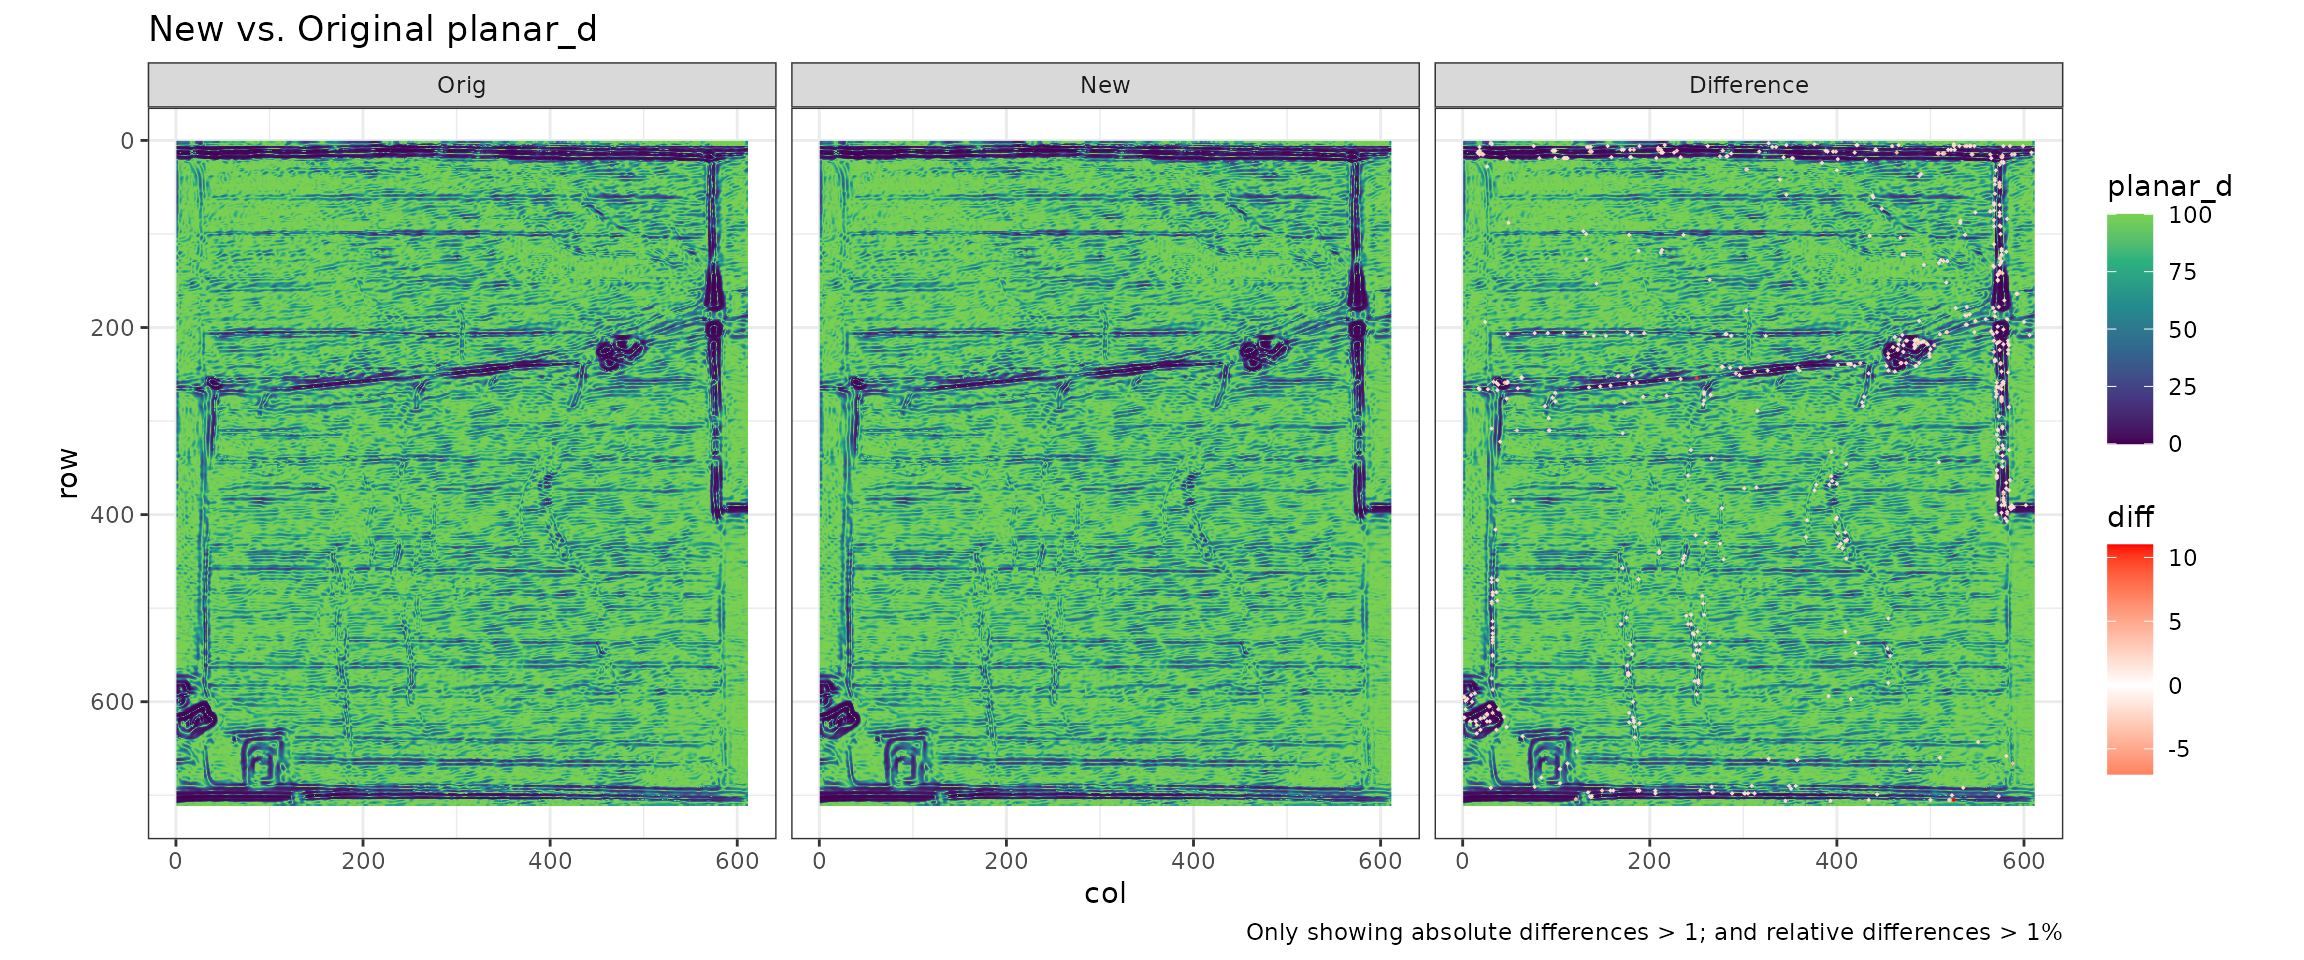 New vs. Original planar_d
Orig
New
Difference
0
200
400
600
row
0
200
400
600
0
200
400
600
0
200
400
600
col
planar_d
100
75
50
25
0
diff
10
5
0
-5
Only showing absolute differences > 1; and relative differences > 1%